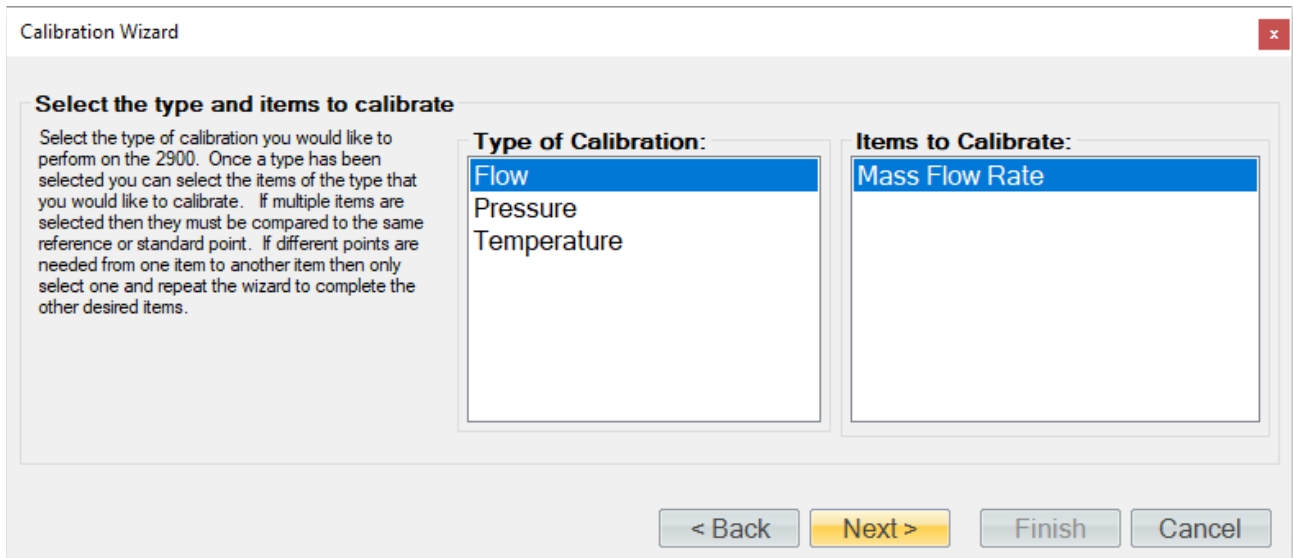 Calibration Wizard
x
Select the type and items to calibrate
Select the type of calibration you would like to
perform on the 2900.  Once a type has been
selected you can select the items of the type that
you would like to calibrate.   If multiple items are
selected then they must be compared to the same
reference or standard point.  If different points are
needed from one item to another item then only
select one and repeat the wizard to complete the
other desired items.
Type of Calibration:
Flow
Pressure
Temperature
Items to Calibrate:
Mass Flow Rate
< Back
Next >
Finish
Cancel